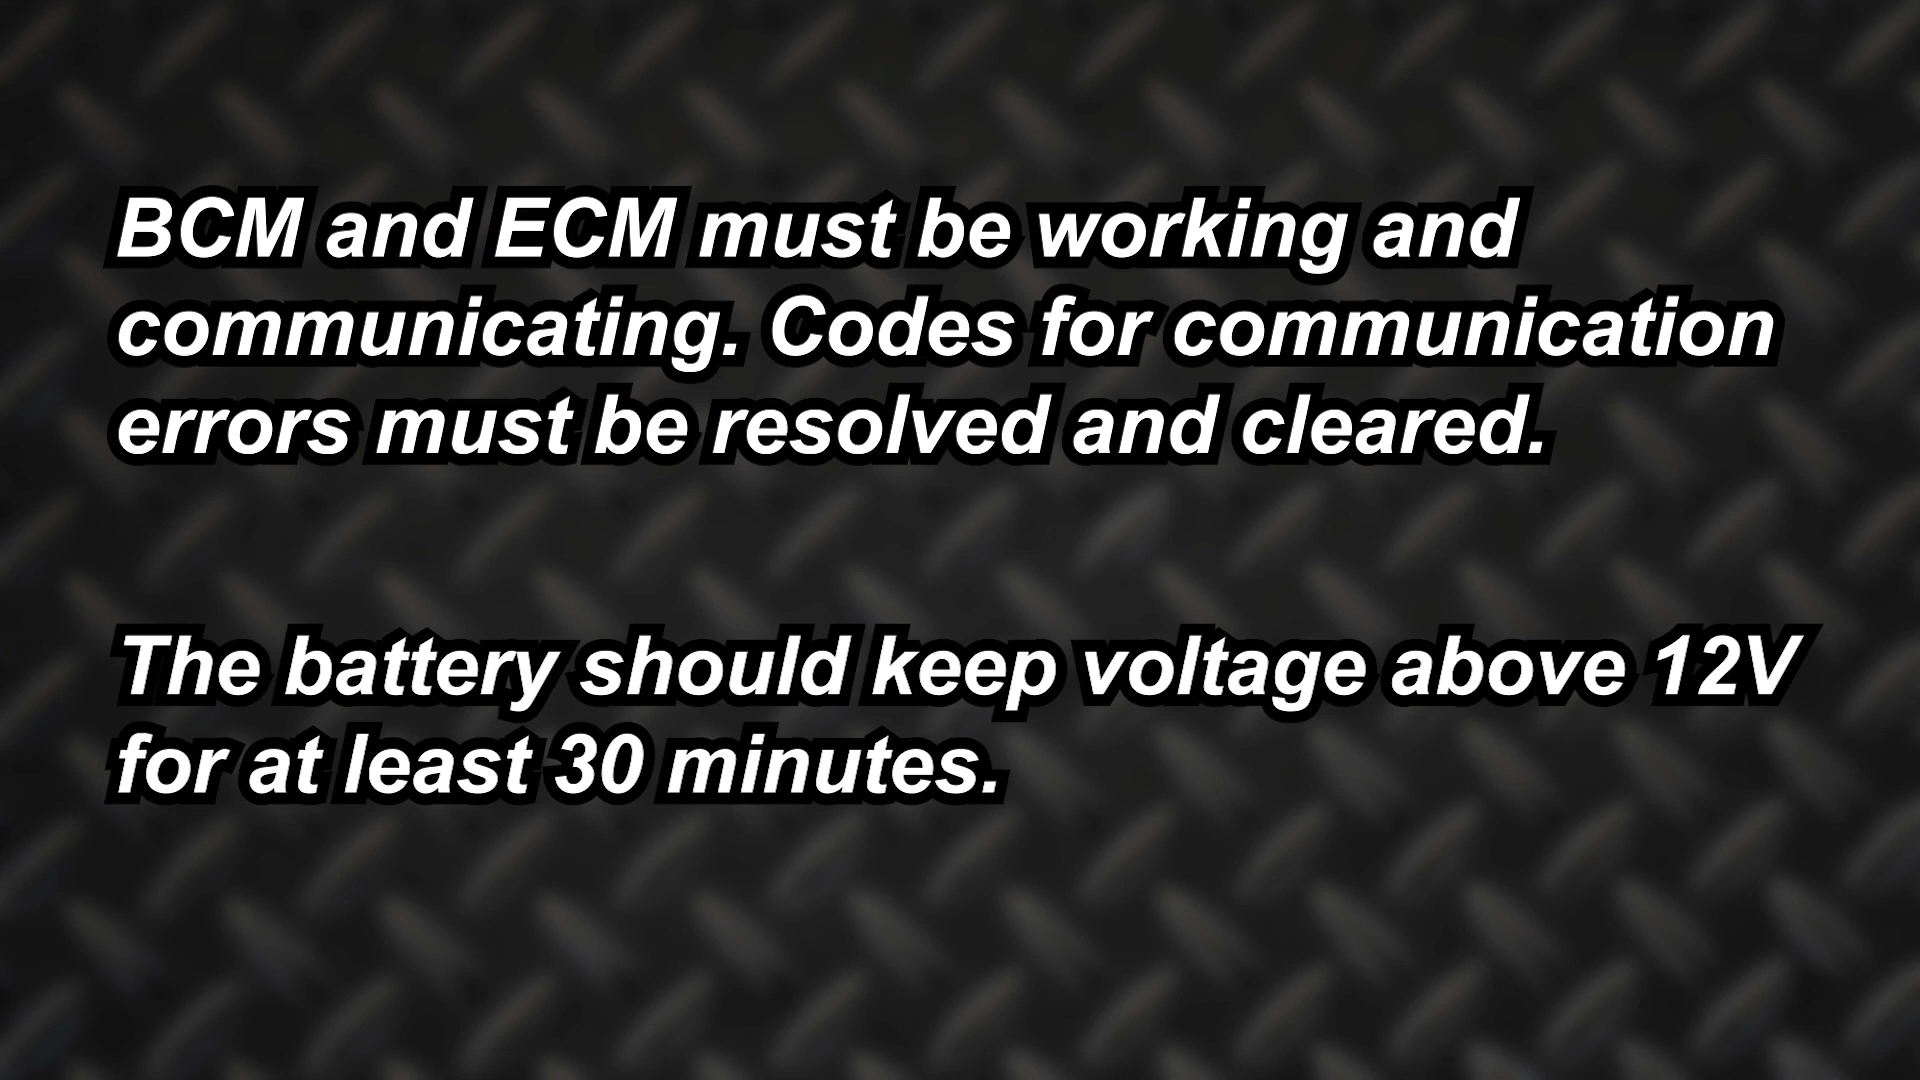 BCM and ECM must be working and
communicating. Codes for communication
errors must be resolved and cleared.
The battery should keep voltage above 12V
for at least 30 minutes.